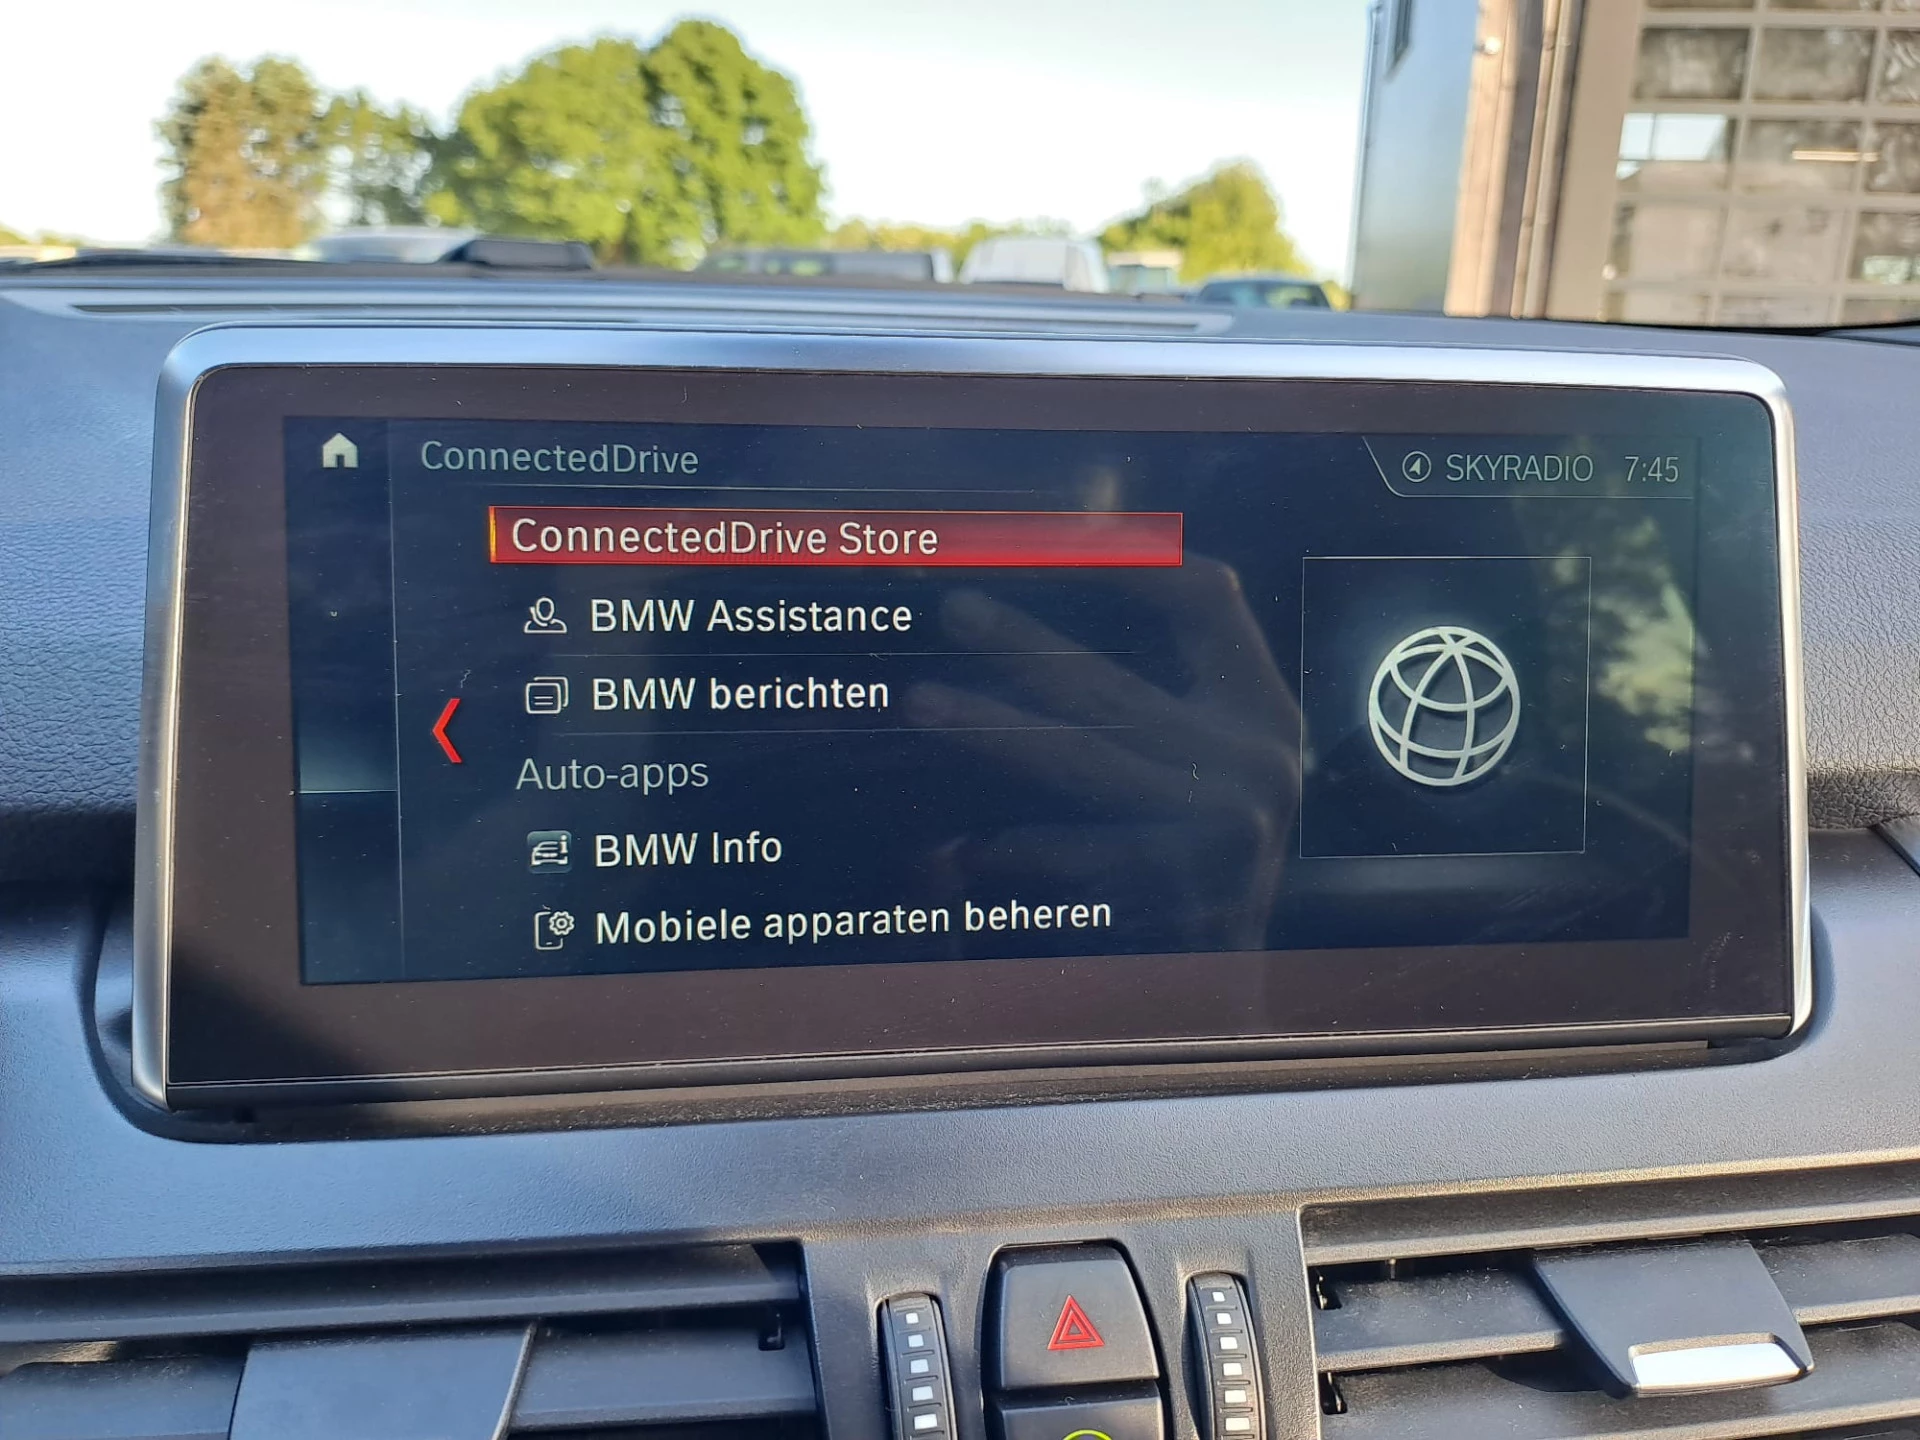 ConnectedDrive
SKYRADIO 7:45
ConnectedDrive Store
BMW Assistance
BMW berichten
Auto-apps
BMW Info
Mobiele apparaten beheren